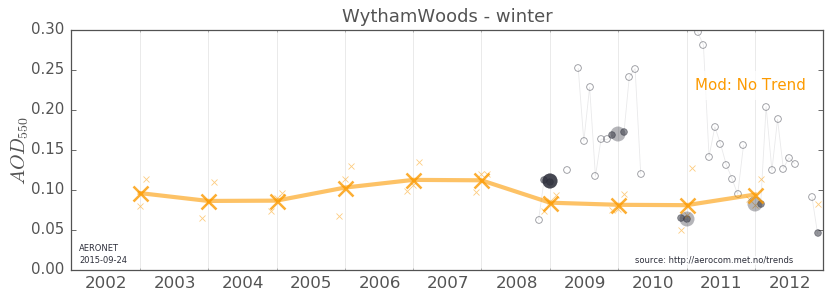 WythamWoods - winter
0.30
0.25
0.20
0.15
0.10
0.05
0.00
AOD550
Mod: No Trend
AERONET
2015-09-24
source: http://aerocom.met.no/trends
2002 2003 2004 2005 2006 2007 2008 2009 2010 2011 2012